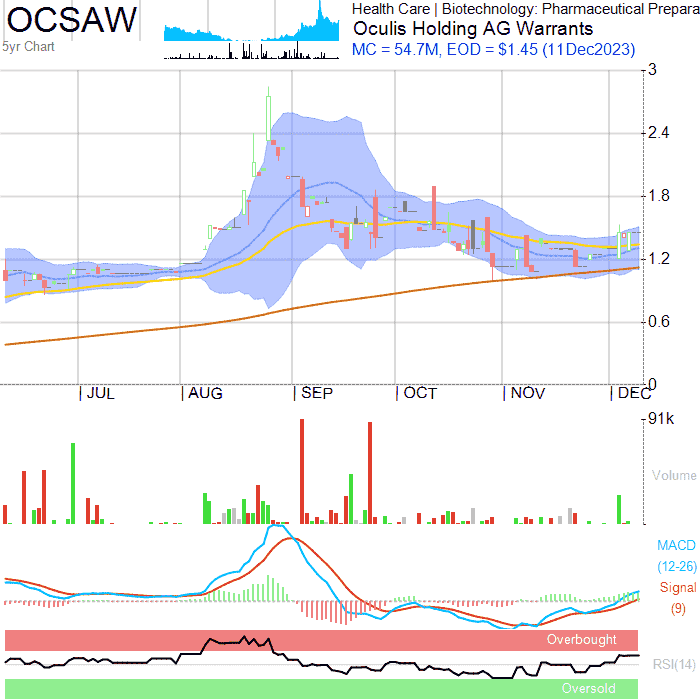 OCSAW
Health Care | Biotechnology: Pharmaceutical Prepara
Oculis Holding AG Warrants
5yr Chart
MC = 54.7M, EOD = $1.45 (11Dec2023)
3
2.4
1.8
1.2
0.6
0
| JUL | AUG | SEP | OCT | NOV | DEC
91k
Volume
MACD
(12-26)
Signal
(9)
Overbought
RSI(14)
Oversold